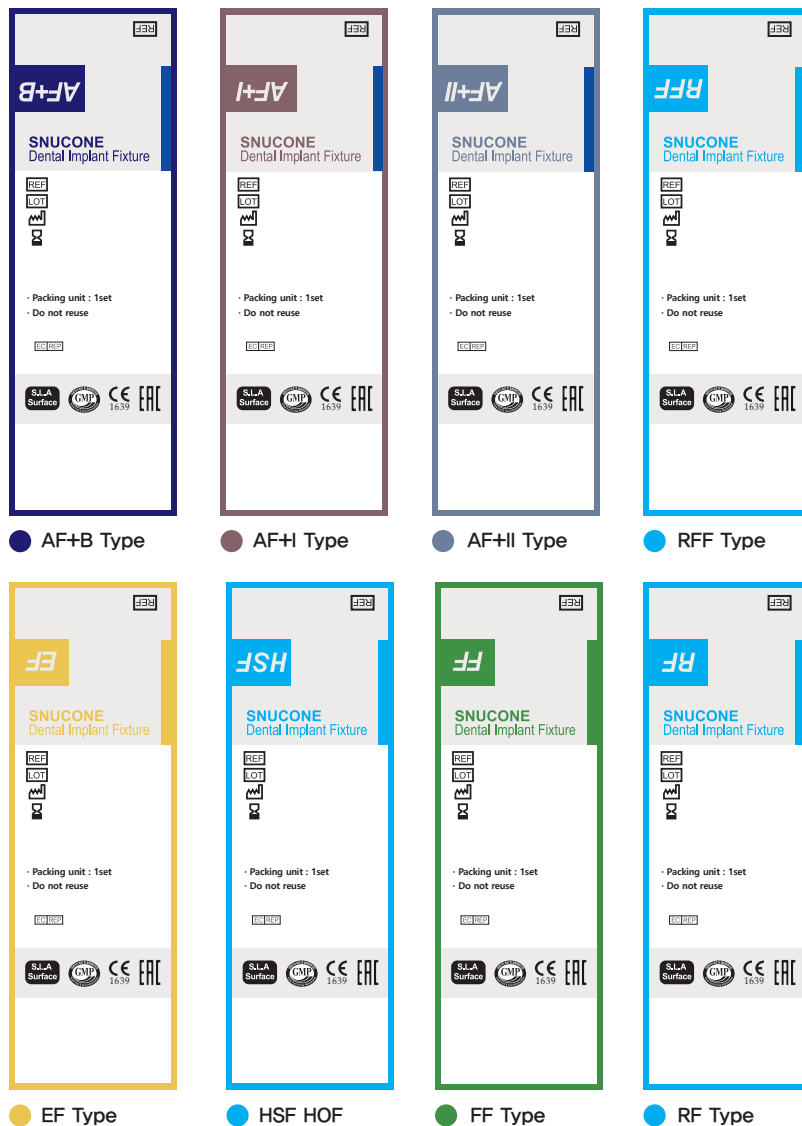 REF
AF+B
SNUCONE
Dental Implant Fixture
REF
LOT
· Packing unit : 1set
· Do not reuse
EC REP
S.L.A
Surface
GMP
CE
1639
EAC
AF+B Type
REF
AF+I
SNUCONE
Dental Implant Fixture
REF
LOT
· Packing unit : 1set
· Do not reuse
EC REP
S.L.A
Surface
GMP
CE
1639
EAC
AF+I Type
REF
AF+II
SNUCONE
Dental Implant Fixture
REF
LOT
· Packing unit : 1set
· Do not reuse
EC REP
S.L.A
Surface
GMP
CE
1639
EAC
AF+II Type
REF
RFF
SNUCONE
Dental Implant Fixture
REF
LOT
· Packing unit : 1set
· Do not reuse
EC REP
S.L.A
Surface
GMP
CE
1639
EAC
RFF Type
REF
EF
SNUCONE
Dental Implant Fixture
REF
LOT
· Packing unit : 1set
· Do not reuse
EC REP
S.L.A
Surface
GMP
CE
1639
EAC
EF Type
REF
HSF
SNUCONE
Dental Implant Fixture
REF
LOT
· Packing unit : 1set
· Do not reuse
EC REP
S.L.A
Surface
GMP
CE
1639
EAC
HSF HOF
REF
FF
SNUCONE
Dental Implant Fixture
REF
LOT
· Packing unit : 1set
· Do not reuse
EC REP
S.L.A
Surface
GMP
CE
1639
EAC
FF Type
REF
RF
SNUCONE
Dental Implant Fixture
REF
LOT
· Packing unit : 1set
· Do not reuse
EC REP
S.L.A
Surface
GMP
CE
1639
EAC
RF Type